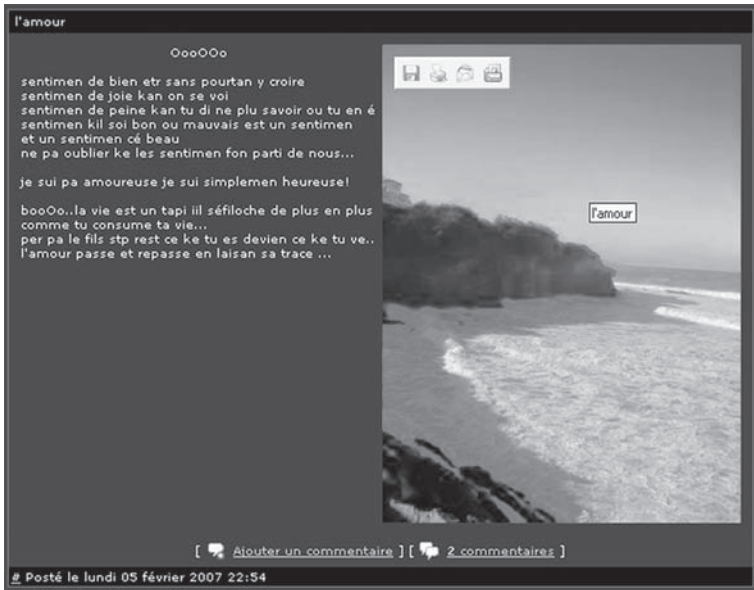 l'amour
OooOOo
sentimen de bien etr sans pourtan y croire
sentimen de joie kan on se voi
sentimen de peine kan tu di ne plu savoir ou tu en é
sentimen kil soi bon ou mauvais est un sentimen
et un sentimen cé beau
ne pa oublier ke les sentimen fon parti de nous...
je sui pa amoureuse je sui simplemen heureuse!
booOo..la vie est un tapi iil séfiloche de plus en plus
comme tu consume ta vie...
per pa le fils stp rest ce ke tu es devien ce ke tu ve..
l'amour passe et repasse en laisan sa trace ...
l'amour
[ Ajouter un commentaire ] [ 2 commentaires ]
# Posté le lundi 05 février 2007 22:54